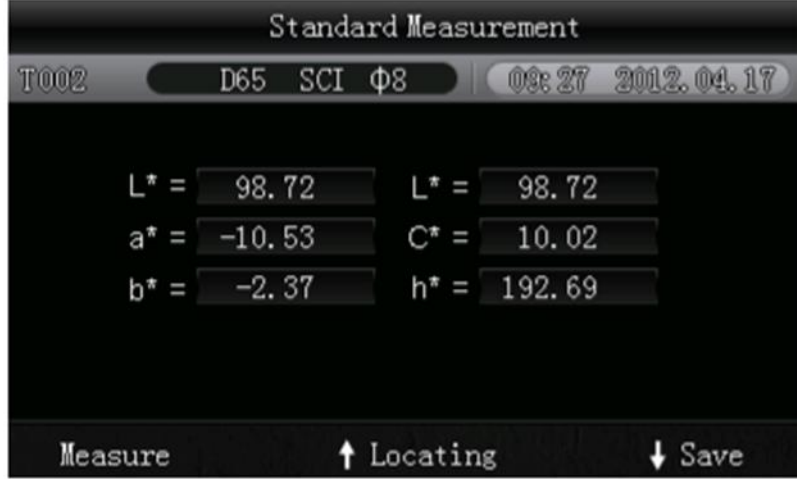 Standard Measurement
T002 D65 SCI Φ8 09:27 2012.04.17
L* = 98.72 L* = 98.72
a* = -10.53 C* = 10.02
b* = -2.37 h* = 192.69
Measure ↑ Locating ↓ Save